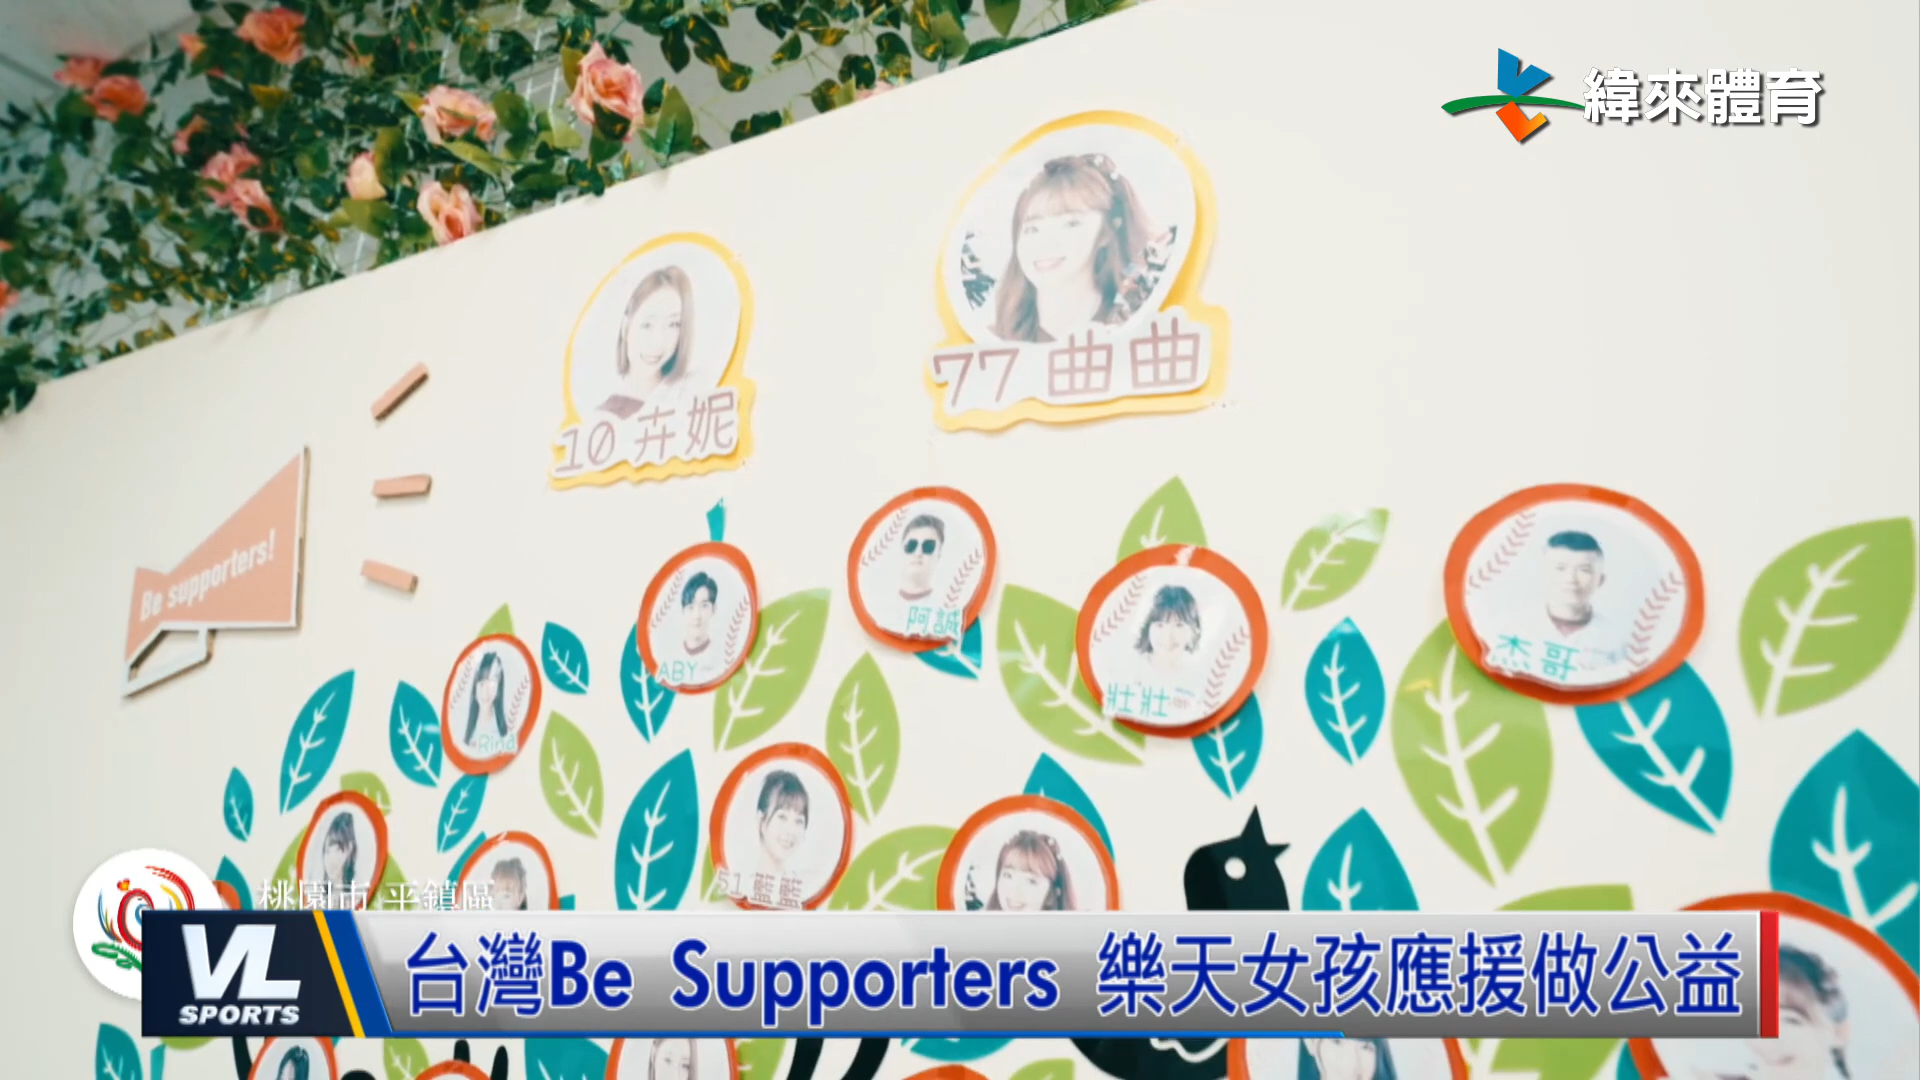 緯來體育
77 曲曲
10 卉妮
Be supporters!
阿誠
ABY
壯壯
杰哥
Rina
51 藍藍
桃園市 平鎮區
VL
SPORTS
台灣Be Supporters 樂天女孩應援做公益